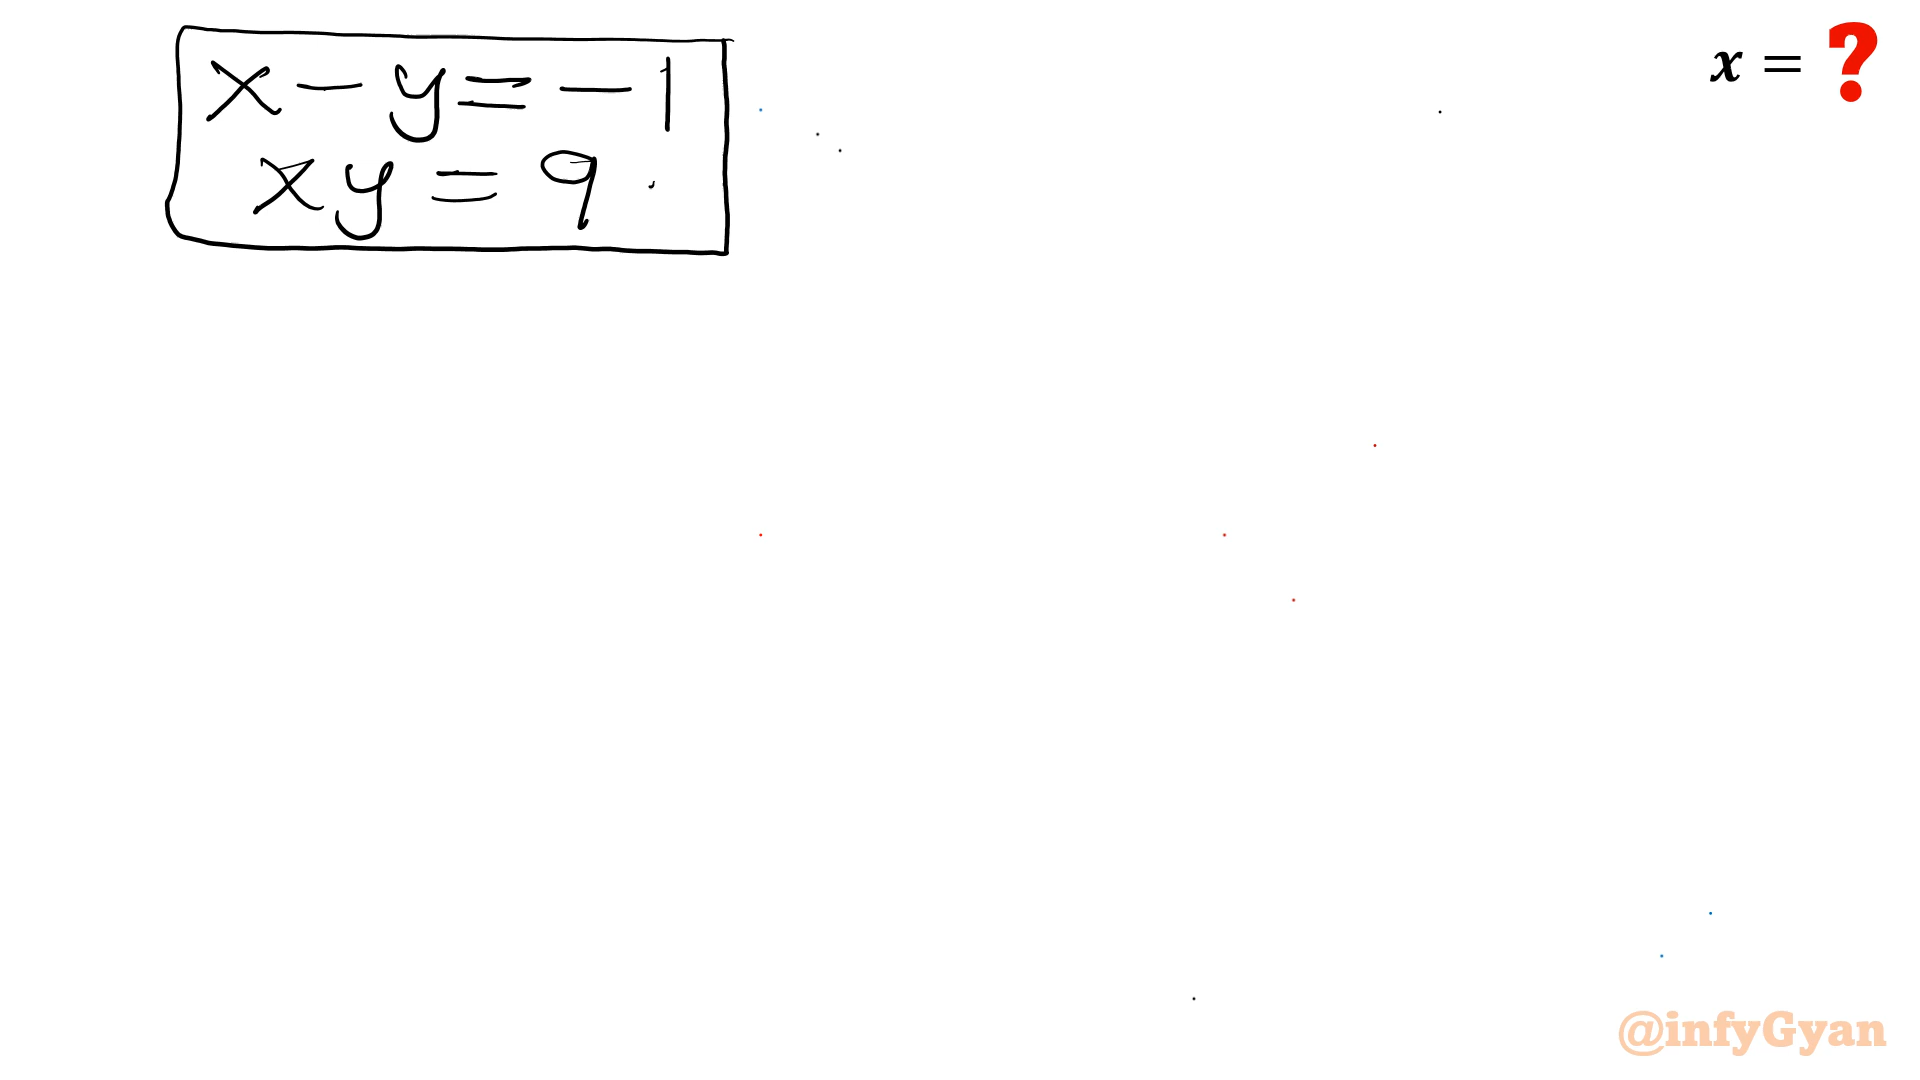 x - y = -1
xy = 9
x = ?
@infyGyan